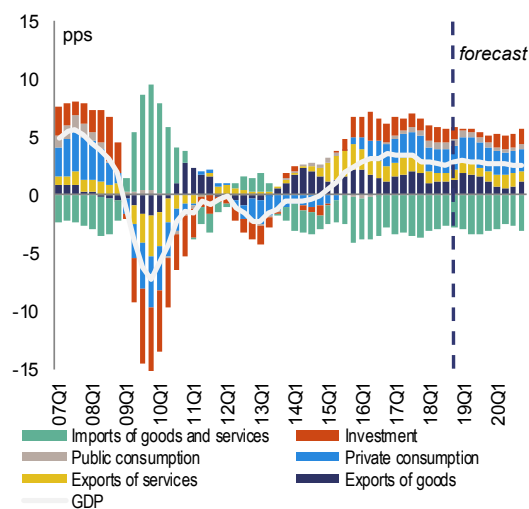 15
pps
forecast
10
5
0
-5
-10
-15
07Q1
08Q1
09Q1
10Q1
11Q1
12Q1
13Q1
14Q1
15Q1
16Q1
17Q1
18Q1
19Q1
20Q1
Imports of goods and services
Investment
Public consumption
Private consumption
Exports of services
Exports of goods
GDP